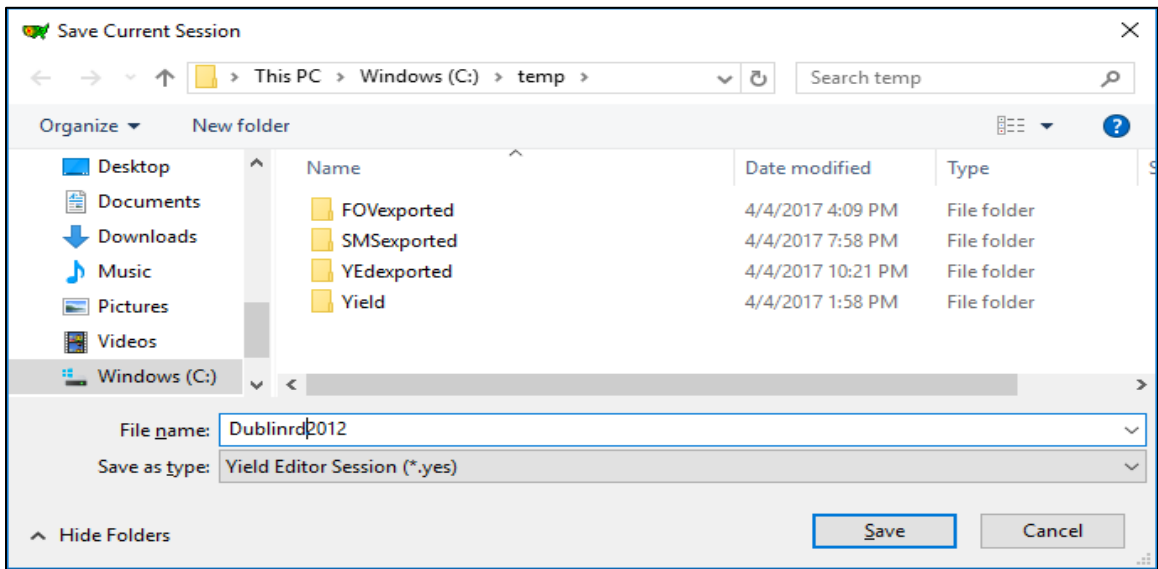 Save Current Session
This PC > Windows (C:) > temp >
Search temp
Organize
New folder
Name Date modified Type S
Desktop
Documents
Downloads
Music
Pictures
Videos
Windows (C:)
FOVexported 4/4/2017 4:09 PM File folder
SMSexported 4/4/2017 7:58 PM File folder
YEdexported 4/4/2017 10:21 PM File folder
Yield 4/4/2017 1:58 PM File folder
File name: Dublinrd2012
Save as type: Yield Editor Session (*.yes)
Hide Folders
Save
Cancel